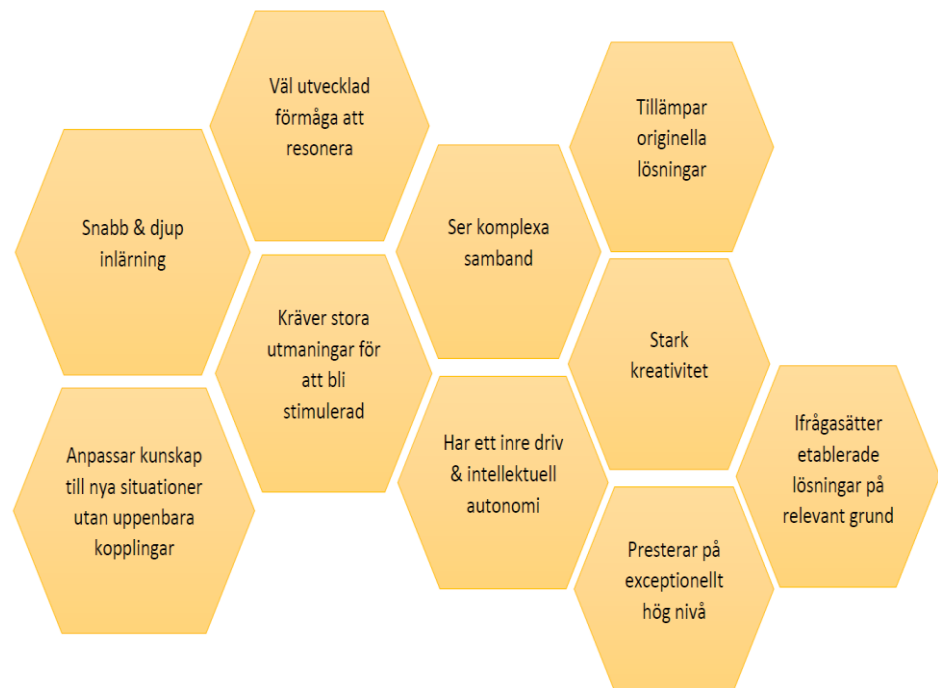 Väl utvecklad
förmåga att
resonera
Tillämpar
originella
lösningar
Snabb & djup
inlärning
Ser komplexa
samband
Kräver stora
utmaningar för
att bli
stimulerad
Stark
kreativitet
Anpassar kunskap
till nya situationer
utan uppenbara
kopplingar
Har ett inre driv
& intellektuell
autonomi
Ifrågasätter
etablerade
lösningar på
relevant grund
Presterar på
exceptionellt
hög nivå